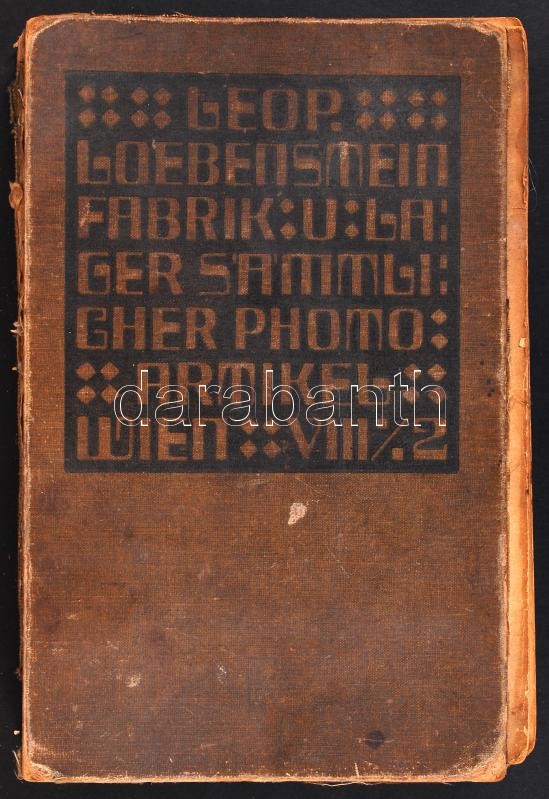 LEOP.
LOEBENSTEIN
FABRIK : U : LA :
GER SÄMMTLI :
CHER PHOTO :
ARTIKEL
darabanth
WIEN VIII/. 2